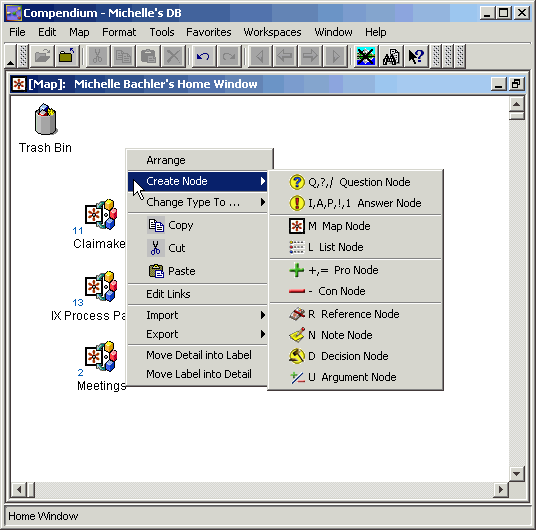 Compendium - Michelle's DB
File Edit Map Format Tools Favorites Workspaces Window Help
[Map]: Michelle Bachler's Home Window
Trash Bin
11
Claimake
13
IX Process Pa
2
Meetings
Arrange
Create Node
Change Type To ...
Copy
Cut
Paste
Edit Links
Import
Export
Move Detail into Label
Move Label into Detail
Q,?,/ Question Node
I,A,P,!,1 Answer Node
M Map Node
L List Node
+,= Pro Node
- Con Node
R Reference Node
N Note Node
D Decision Node
U Argument Node
Home Window